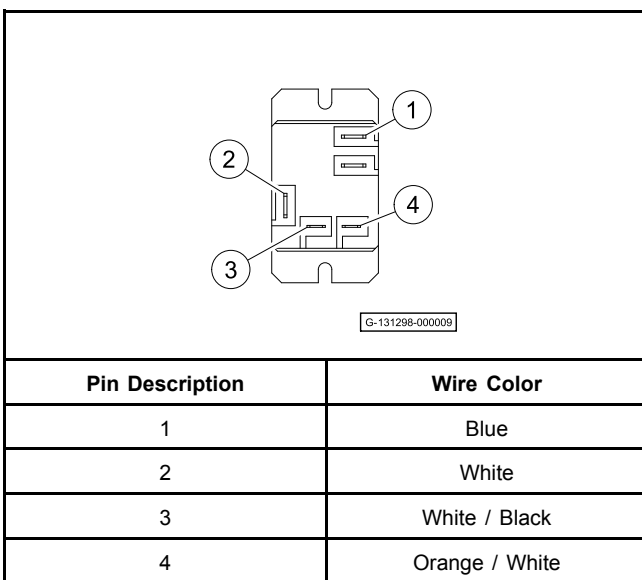 1
2
4
3
G-131298-000009
Pin Description Wire Color
1 Blue
2 White
3 White / Black
4 Orange / White